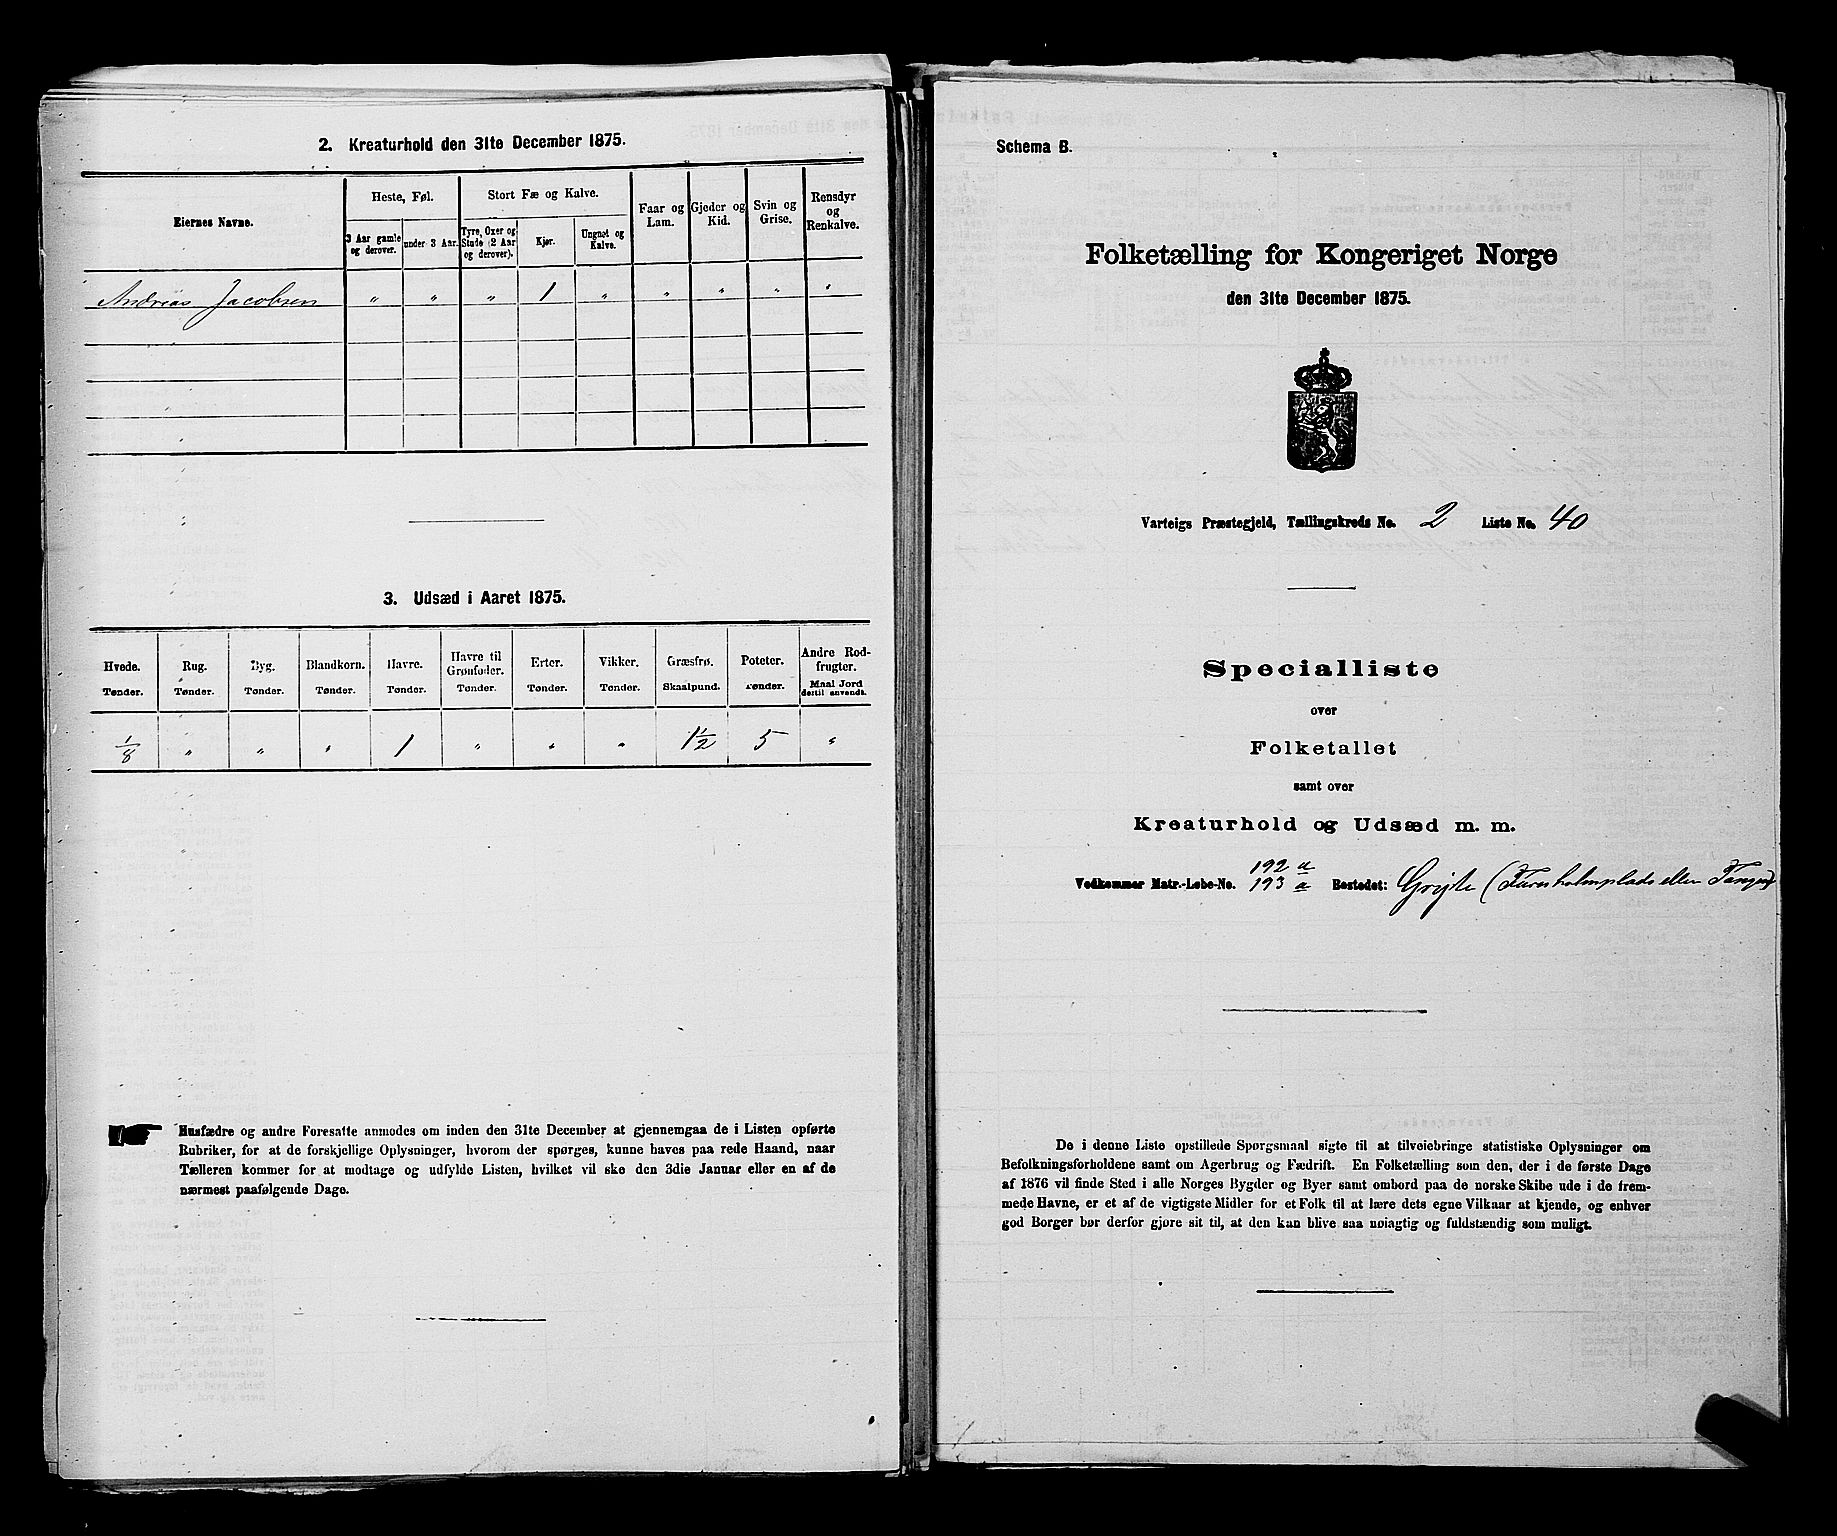 2. Kreaturhold den 31te December 1875.
Eiernes Navne.
Heste, Føl.
Stort Fæ og Kalve.
Faar og Lam.
Gjeder og Kid.
Svin og Grise.
Rensdyr og Renkalve.
3 Aar gamle og derover.
under 3 Aar.
Tyre, Oxer og Stude (2 Aar og derover).
Kjør.
Ungnøt og Kalve.
Andreas Jacobsen " " " 1 " " " " "
3. Udsæd i Aaret 1875.
Hvede. Rug. Byg. Blandkorn. Havre. Havre til Grønfoder. Erter. Vikker. Græsfrø. Poteter. Andre Rodfrugter.
Tønder. Tønder. Tønder. Tønder. Tønder. Tønder. Tønder. Tønder. Skaalpund. Tønder. Maal Jord dertil anvendt.
1/8 " " " 1 " " " 1½ 5 "
Husfædre og andre Foresatte anmodes om inden den 31te December at gjennemgaa de i Listen opførte
Rubriker, for at de forskjellige Oplysninger, hvorom der spørges, kunne haves paa rede Haand, naar
Tælleren kommer for at modtage og udfylde Listen, hvilket vil ske den 3die Januar eller en af de
nærmest paafølgende Dage.
Schema B.
Folketælling for Kongeriget Norge
den 31te December 1875.
Varteigs Præstegjeld, Tællingskreds No. 2 Liste No. 40
Specialliste
over
Folketallet
samt over
Kreaturhold og Udsæd m. m.
192 a
Vedkommer Matr.-Løbe-No. 193 a Bostedet: (Furuholmplads eller Tangen)
De i denne Liste opstillede Spørgsmaal sigte til at tilveiebringe statistiske Oplysninger om
Befolkningsforholdene samt om Agerbrug og Fædrift. En Folketælling som den, der i de første Dage
af 1876 vil finde Sted i alle Norges Bygder og Byer samt ombord paa de norske Skibe ude i de frem-
mede Havne, er et af de vigtigste Midler for et Folk til at lære dets egne Vilkaar at kjende, og enhver
god Borger bør derfor gjøre sit til, at den kan blive saa nøiagtig og fuldstændig som muligt.